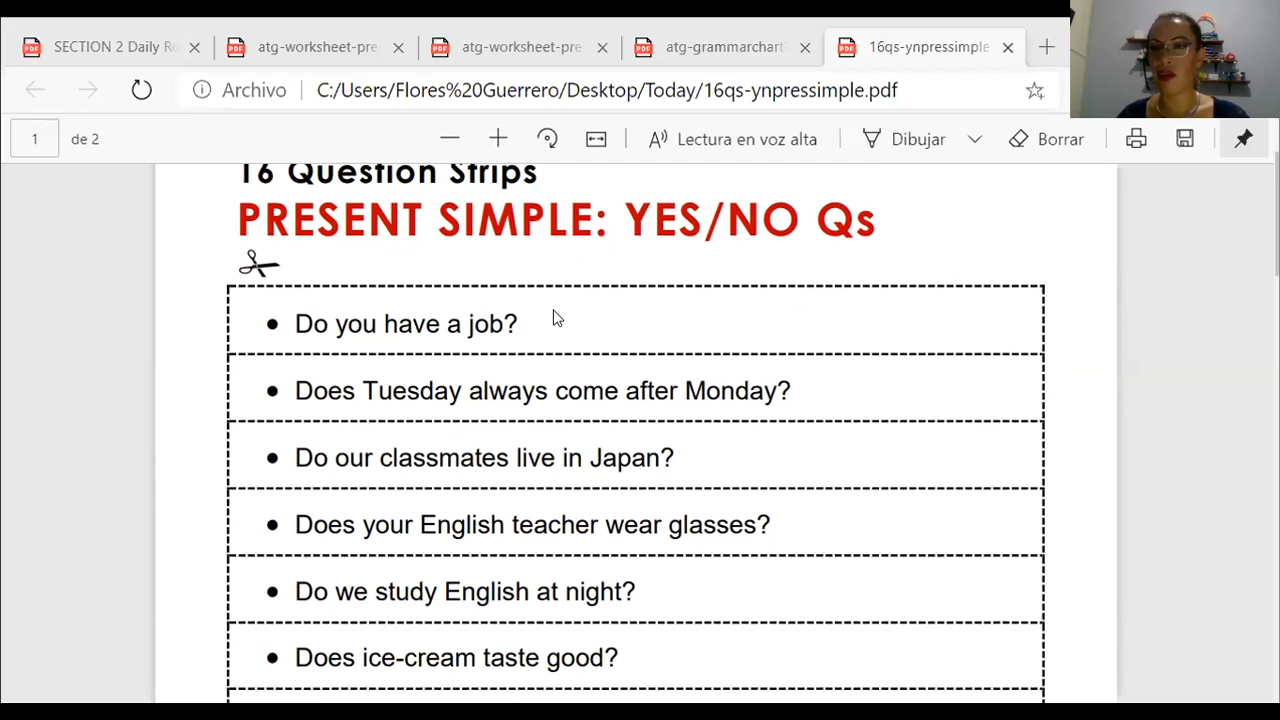 SECTION 2 Daily R
atg-worksheet-pre
atg-worksheet-pre
atg-grammarchart-
16qs-ynpressimple
Archivo
C:/Users/Flores%20Guerrero/Desktop/Today/16qs-ynpressimple.pdf
1 de 2
Lectura en voz alta
Dibujar
Borrar
16 Question Strips
PRESENT SIMPLE: YES/NO Qs
• Do you have a job?
• Does Tuesday always come after Monday?
• Do our classmates live in Japan?
• Does your English teacher wear glasses?
• Do we study English at night?
• Does ice-cream taste good?